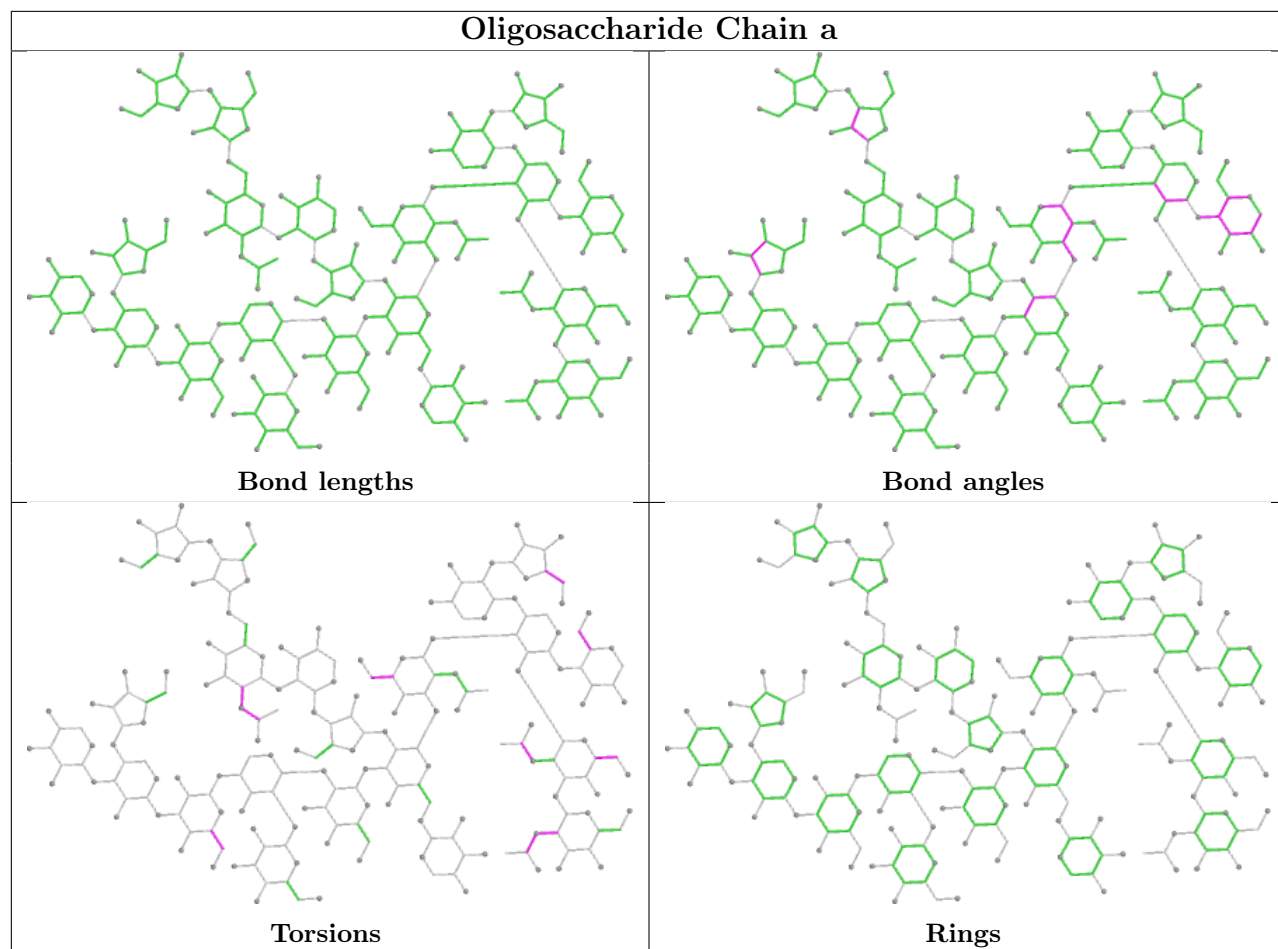 Oligosaccharide Chain a
Bond lengths
Bond angles
Torsions
Rings